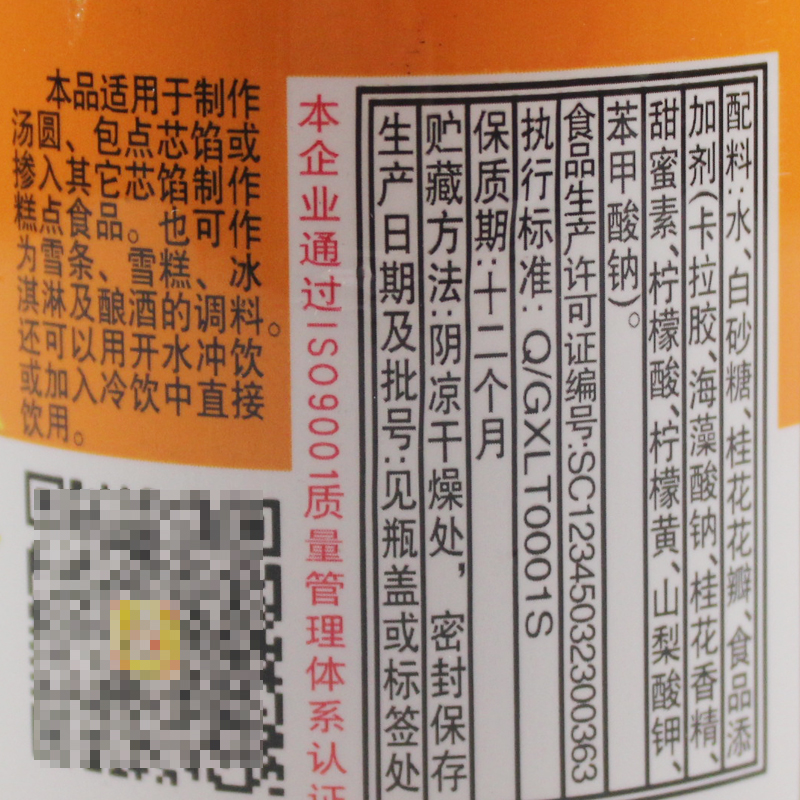 本品适用于制作
汤圆、包点芯馅或
掺入其它芯馅制作
糕点食品。也可作
为雪条、雪糕、冰
淇淋及酿酒的调料。
还可以用开水冲饮
或加入冷饮中直接
饮用。
本企业通过ISO9001质量管理体系认证
配料:水、白砂糖、桂花花瓣、食品添
加剂(卡拉胶、海藻酸钠、桂花香精、
甜蜜素、柠檬酸、柠檬黄、山梨酸钾、
苯甲酸钠)。
食品生产许可证编号:SC12345032300363
执行标准:Q/GXLT0001S
保质期:十二个月
贮藏方法:阴凉干燥处,密封保存
生产日期及批号:见瓶盖或标签处